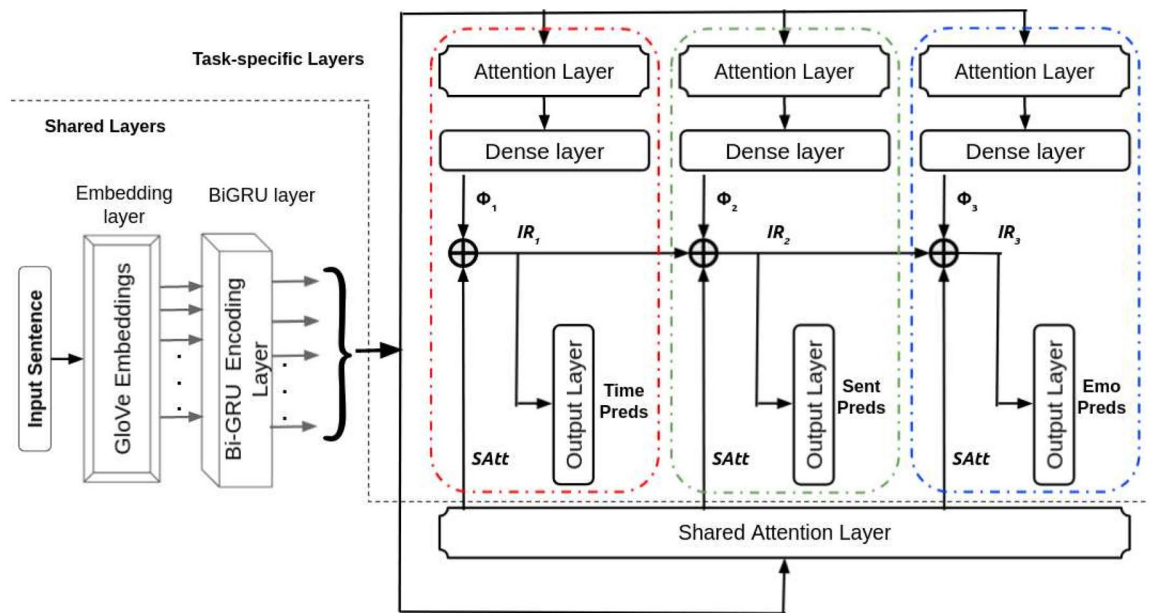 Task-specific Layers
Shared Layers
Embedding
layer
BiGRU layer
Input Sentence
GloVe Embeddings
Bi-GRU Encoding
Layer
Attention Layer
Dense layer
Φ1
IR1
Output Layer
Time
Preds
SAtt
Attention Layer
Dense layer
Φ2
IR2
Output Layer
Sent
Preds
SAtt
Attention Layer
Dense layer
Φ3
IR3
Output Layer
Emo
Preds
SAtt
Shared Attention Layer